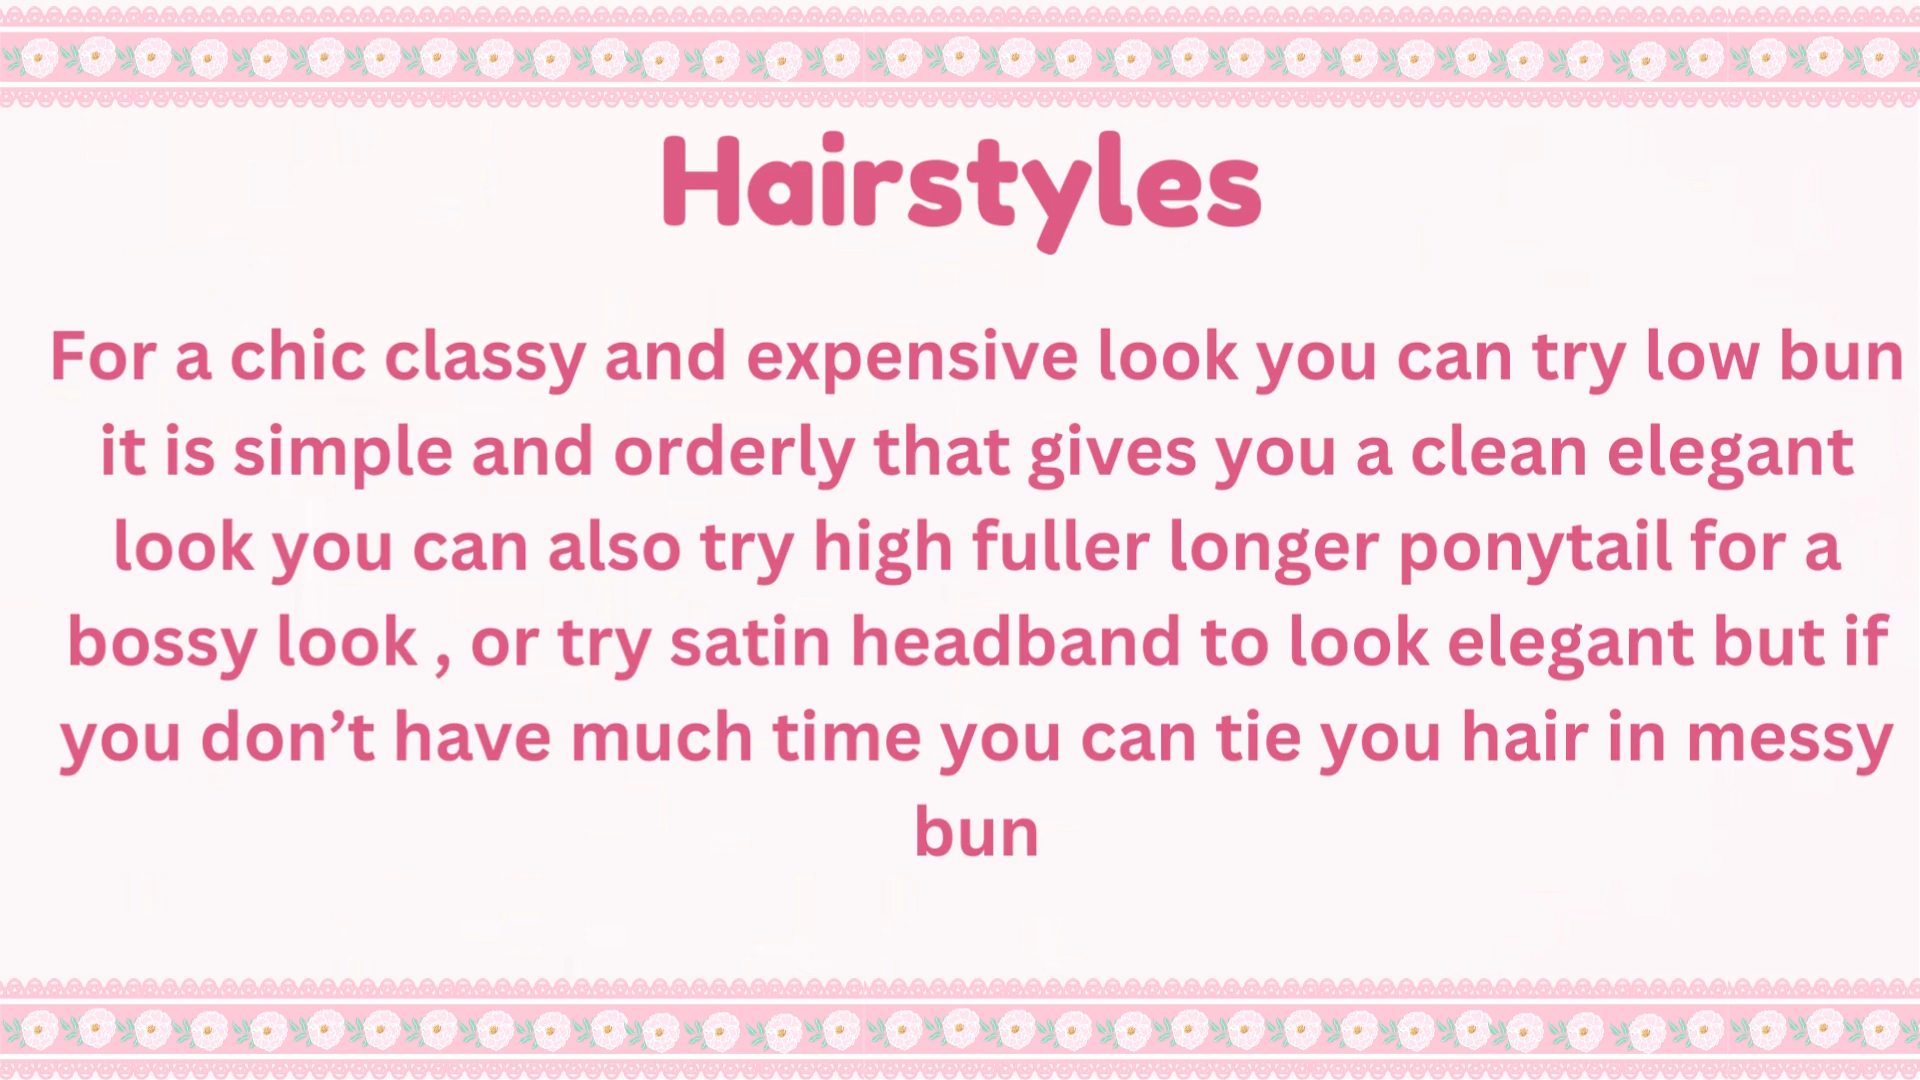 Hairstyles
For a chic classy and expensive look you can try low bun
it is simple and orderly that gives you a clean elegant
look you can also try high fuller longer ponytail for a
bossy look , or try satin headband to look elegant but if
you don’t have much time you can tie you hair in messy
bun